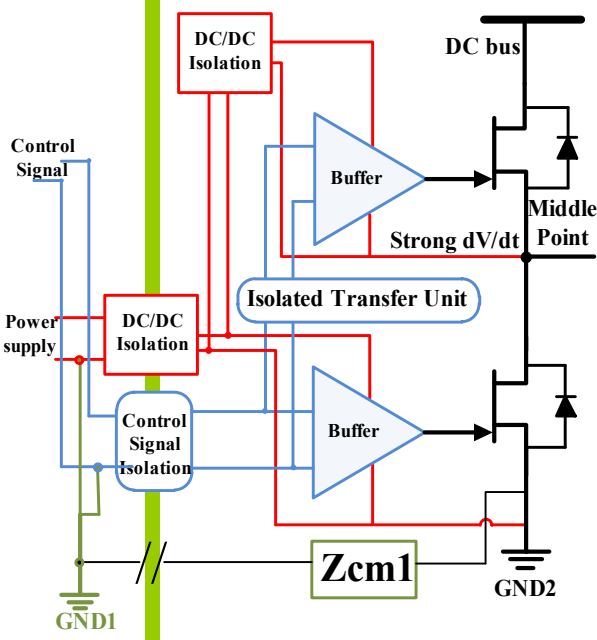 DC/DC
Isolation
DC bus
Control
Signal
Buffer
Middle
Point
Strong dV/dt
Isolated Transfer Unit
Power
supply
DC/DC
Isolation
Control
Signal
Isolation
Buffer
Zcm1
GND2
GND1